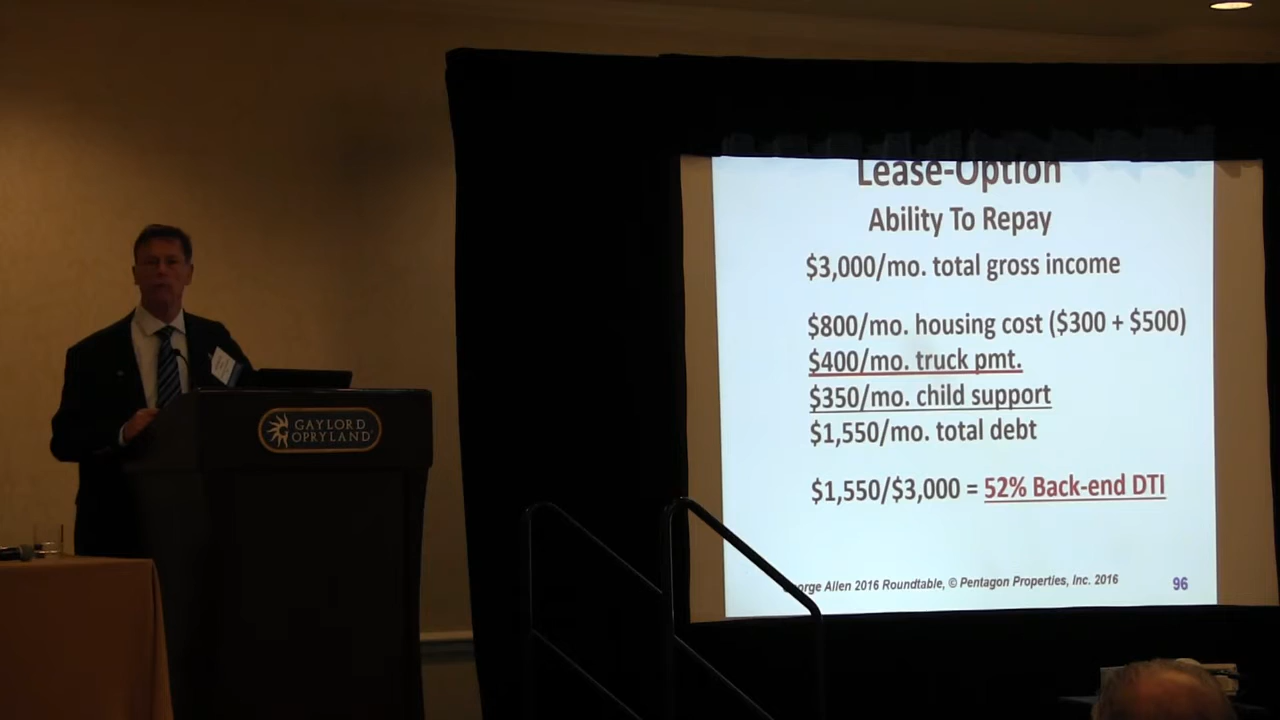 GAYLORD
OPRYLAND
Lease-Option
Ability To Repay
$3,000/mo. total gross income
$800/mo. housing cost ($300 + $500)
$400/mo. truck pmt.
$350/mo. child support
$1,550/mo. total debt
$1,550/$3,000 = 52% Back-end DTI
orge Allen 2016 Roundtable, © Pentagon Properties, Inc. 2016
96